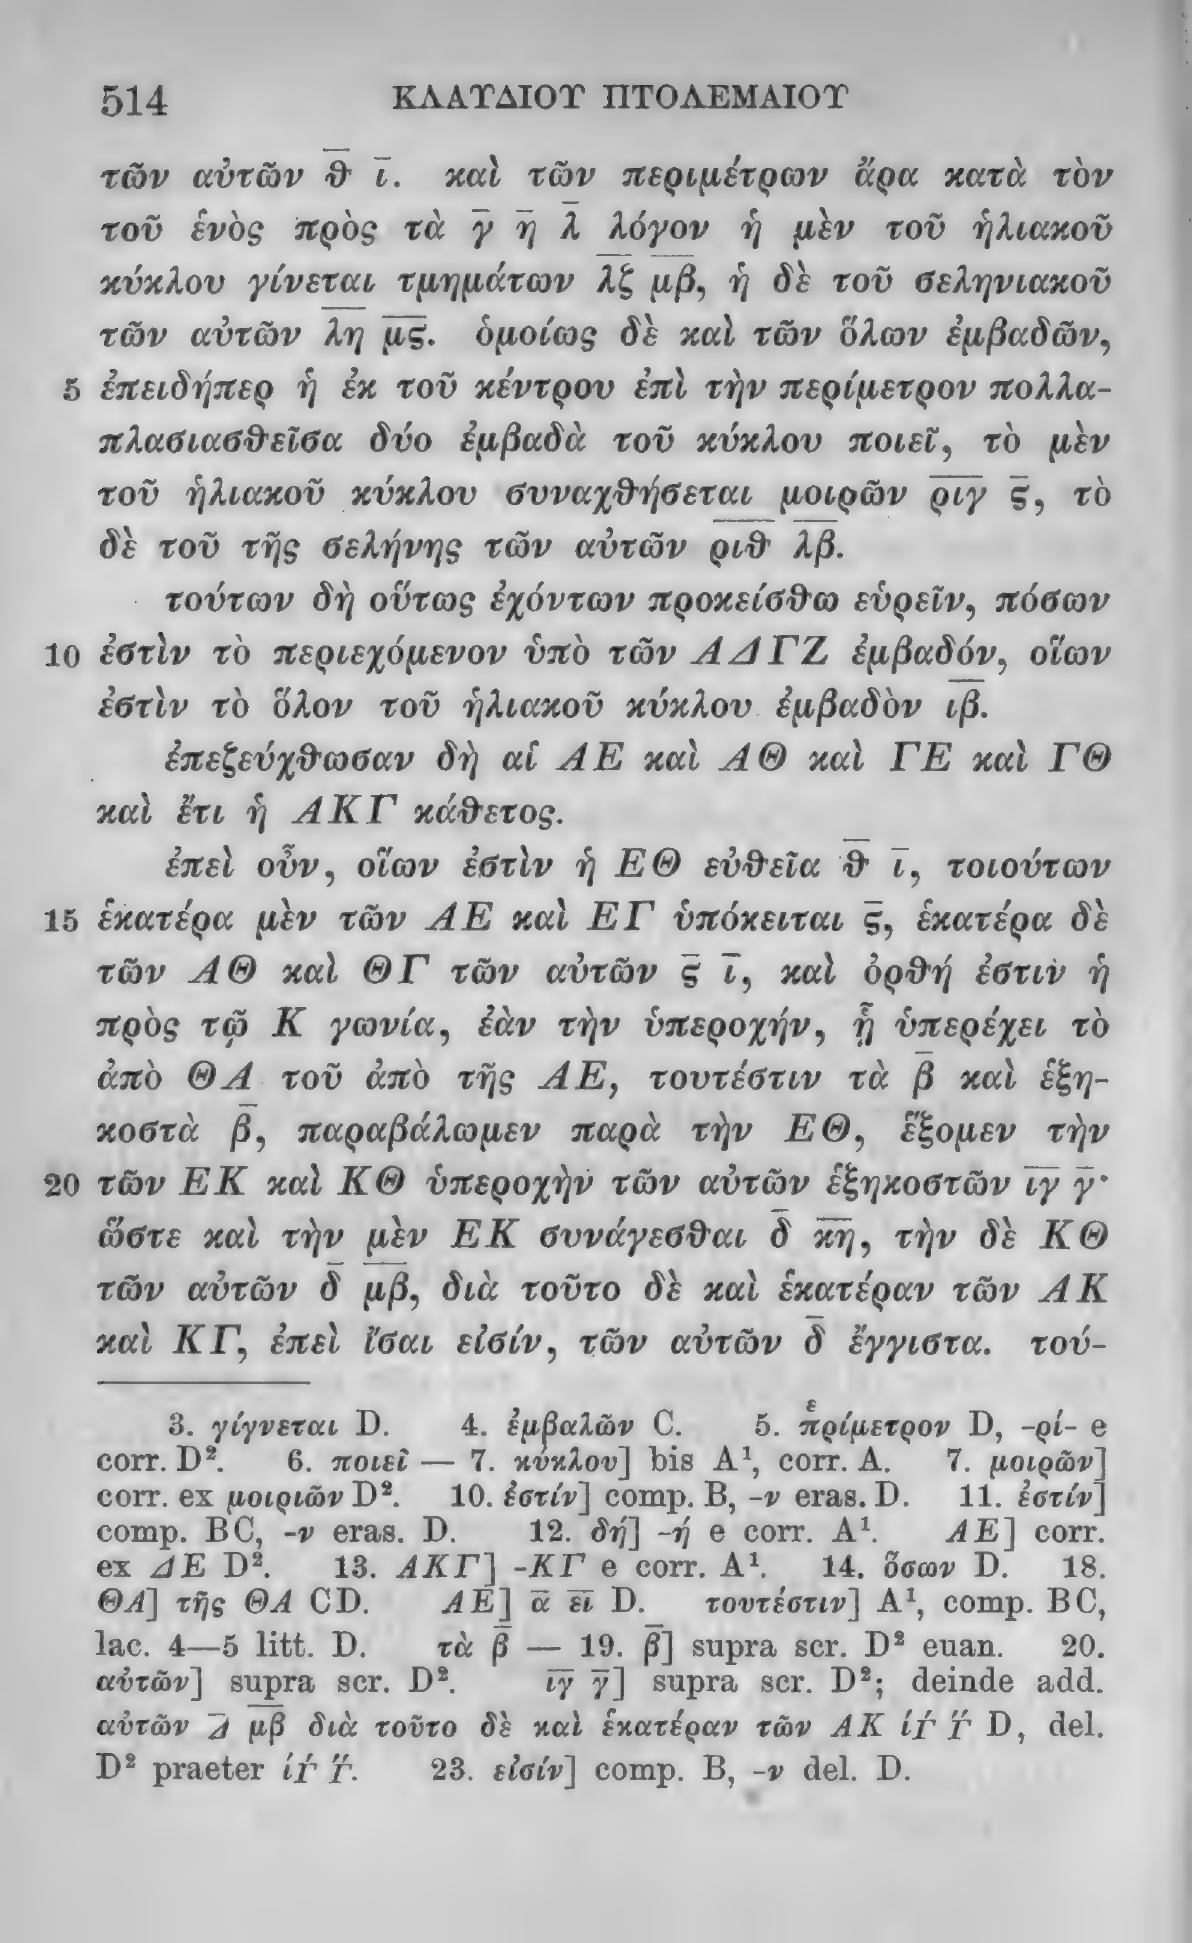 514 ΚΛΑΥΔΙΟΥ ΠΤΟΛΕΜΑΙΟΥ
τῶν αὐτῶν θ̅ ι̅. καὶ τῶν περιμέτρων ἄρα κατὰ τὸν
τοῦ ἑνὸς πρὸς τὰ γ̅ η̅ λ̅ λόγον ἡ μὲν τοῦ ἡλιακοῦ
κύκλου γίνεται τμημάτων λ̅ζ̅ μ̅β̅, ἡ δὲ τοῦ σεληνιακοῦ
τῶν αὐτῶν λ̅η̅ μ̅ϛ̅. ὁμοίως δὲ καὶ τῶν ὅλων ἐμβαδῶν,
5 ἐπειδήπερ ἡ ἐκ τοῦ κέντρου ἐπὶ τὴν περίμετρον πολλα-
πλασιασθεῖσα δύο ἐμβαδὰ τοῦ κύκλου ποιεῖ, τὸ μὲν
τοῦ ἡλιακοῦ κύκλου συναχθήσεται μοιρῶν ρ̅ι̅γ̅ ϛ̅, τὸ
δὲ τοῦ τῆς σελήνης τῶν αὐτῶν ρ̅ι̅θ̅ λ̅β̅.
τούτων δὴ οὕτως ἐχόντων προκείσθω εὑρεῖν, πόσων
10 ἐστὶν τὸ περιεχόμενον ὑπὸ τῶν ΑΔΓΖ ἐμβαδόν, οἵων
ἐστὶν τὸ ὅλον τοῦ ἡλιακοῦ κύκλου ἐμβαδὸν ι̅β̅.
ἐπεζεύχθωσαν δὴ αἱ ΑΕ καὶ ΑΘ καὶ ΓΕ καὶ ΓΘ
καὶ ἔτι ἡ ΑΚΓ κάθετος.
ἐπεὶ οὖν, οἵων ἐστὶν ἡ ΕΘ εὐθεῖα θ̅ ι̅, τοιούτων
15 ἑκατέρα μὲν τῶν ΑΕ καὶ ΕΓ ὑπόκειται ϛ̅, ἑκατέρα δὲ
τῶν ΑΘ καὶ ΘΓ τῶν αὐτῶν ϛ̅ ι̅, καὶ ὀρθή ἐστιν ἡ
πρὸς τῷ Κ γωνία, ἐὰν τὴν ὑπεροχήν, ᾗ ὑπερέχει τὸ
ἀπὸ ΘΑ τοῦ ἀπὸ τῆς ΑΕ, τουτέστιν τὰ β̅ καὶ ἑξη-
κοστὰ β̅, παραβάλωμεν παρὰ τὴν ΕΘ, ἕξομεν τὴν
20 τῶν ΕΚ καὶ ΚΘ ὑπεροχὴν τῶν αὐτῶν ἑξηκοστῶν ι̅γ̅ γ̅·
ὥστε καὶ τὴν μὲν ΕΚ συνάγεσθαι δ̅ κ̅η̅, τὴν δὲ ΚΘ
τῶν αὐτῶν δ̅ μ̅β̅, διὰ τοῦτο δὲ καὶ ἑκατέραν τῶν ΑΚ
καὶ ΚΓ, ἐπεὶ ἴσαι εἰσίν, τῶν αὐτῶν δ̅ ἔγγιστα. τού-
3. γίγνεται D. 4. ἐμβαλῶν C. 5. πͤρίμετρον D, -ρί- e
corr. D². 6. ποιεῖ — 7. κύκλου] bis A¹, corr. A. 7. μοιρῶν]
corr. ex μοιριῶν D². 10. ἐστίν] comp. B, -ν eras. D. 11. ἐστίν]
comp. BC, -ν eras. D. 12. δή] -ή e corr. A¹. ΑΕ] corr.
ex ΔΕ D². 13. ΑΚΓ] -ΚΓ e corr. A¹. 14. ὅσων D. 18.
ΘΑ] τῆς ΘΑ CD. ΑΕ] α̅ ε̅ι̅ D. τουτέστιν] A¹, comp. BC,
lac. 4—5 litt. D. τὰ β̅ — 19. β̅] supra scr. D² euan. 20.
αὐτῶν] supra scr. D². ι̅γ̅ γ̅] supra scr. D²; deinde add.
αὐτῶν Δ̅ μ̅β̅ διὰ τοῦτο δὲ καὶ ἑκατέραν τῶν ΑΚ
D, del.
D² praeter
23. εἰσίν] comp. B, -ν del. D.